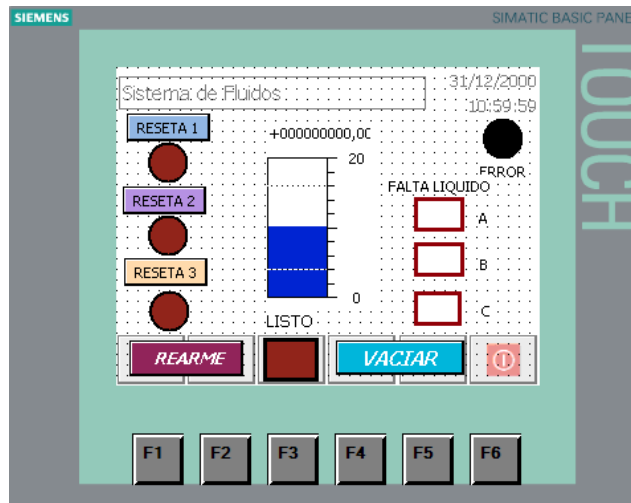 SIEMENS
SIMATIC BASIC PANE
TOUCH
Sistema de Fluidos
31/12/2000
10:59:59
RESETA 1
+000000000,00
20
ERROR
FALTA LIQUIDO
RESETA 2
A
B
RESETA 3
0
C
LISTO
REARME
VACIAR
F1
F2
F3
F4
F5
F6